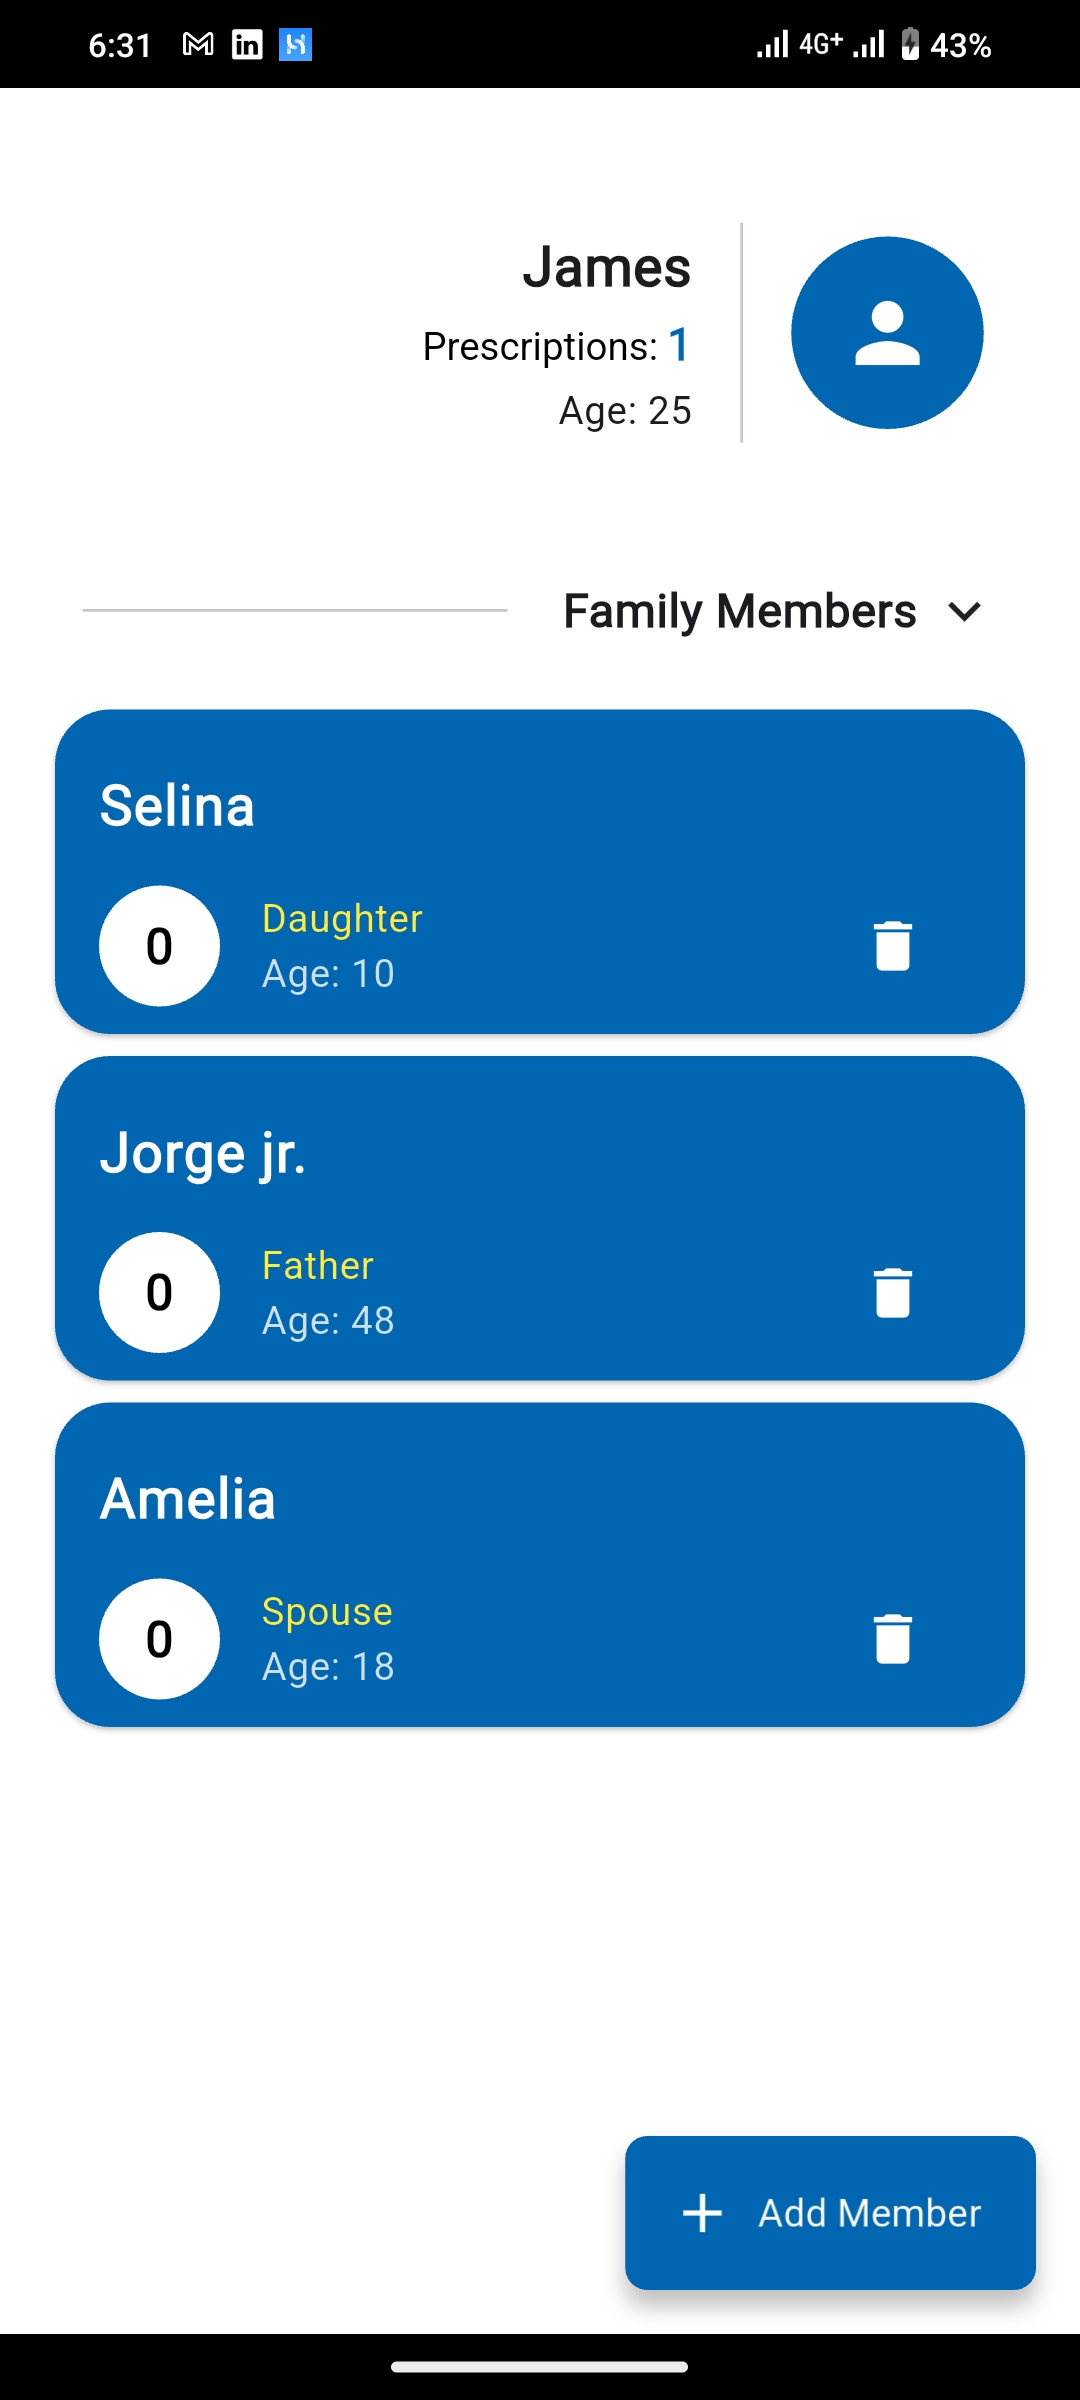 6:31 4G+ 43%
James
Prescriptions: 1
Age: 25
Family Members
Selina
0
Daughter
Age: 10
Jorge jr.
0
Father
Age: 48
Amelia
0
Spouse
Age: 18
Add Member